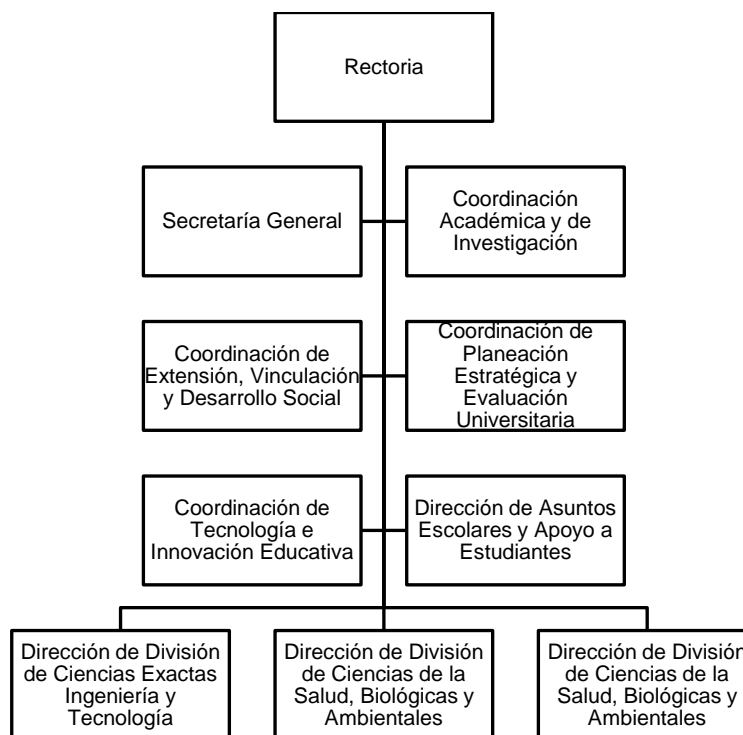 Rectoria
Secretaría General
Coordinación
Académica y de
Investigación
Coordinación de
Extensión, Vinculación
y Desarrollo Social
Coordinación de
Planeación
Estratégica y
Evaluación
Universitaria
Coordinación de
Tecnología e
Innovación Educativa
Dirección de Asuntos
Escolares y Apoyo a
Estudiantes
Dirección de División
de Ciencias Exactas
Ingeniería y
Tecnología
Dirección de División
de Ciencias de la
Salud, Biológicas y
Ambientales
Dirección de División
de Ciencias de la
Salud, Biológicas y
Ambientales